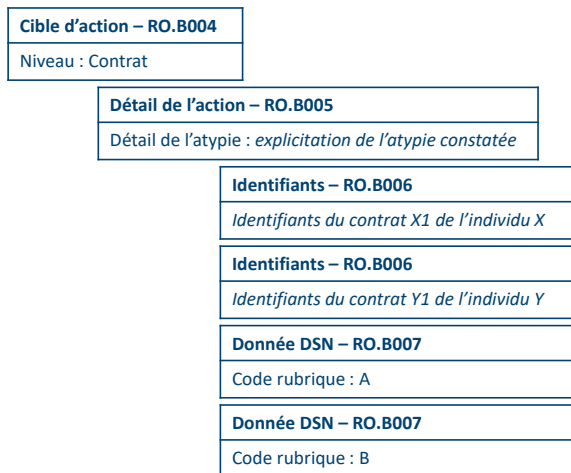 Cible d'action – RO.B004
Niveau : Contrat
Détail de l'action – RO.B005
Détail de l'atypie : explicitation de l'atypie constatée
Identifiants – RO.B006
Identifiants du contrat X1 de l'individu X
Identifiants – RO.B006
Identifiants du contrat Y1 de l'individu Y
Donnée DSN – RO.B007
Code rubrique : A
Donnée DSN – RO.B007
Code rubrique : B